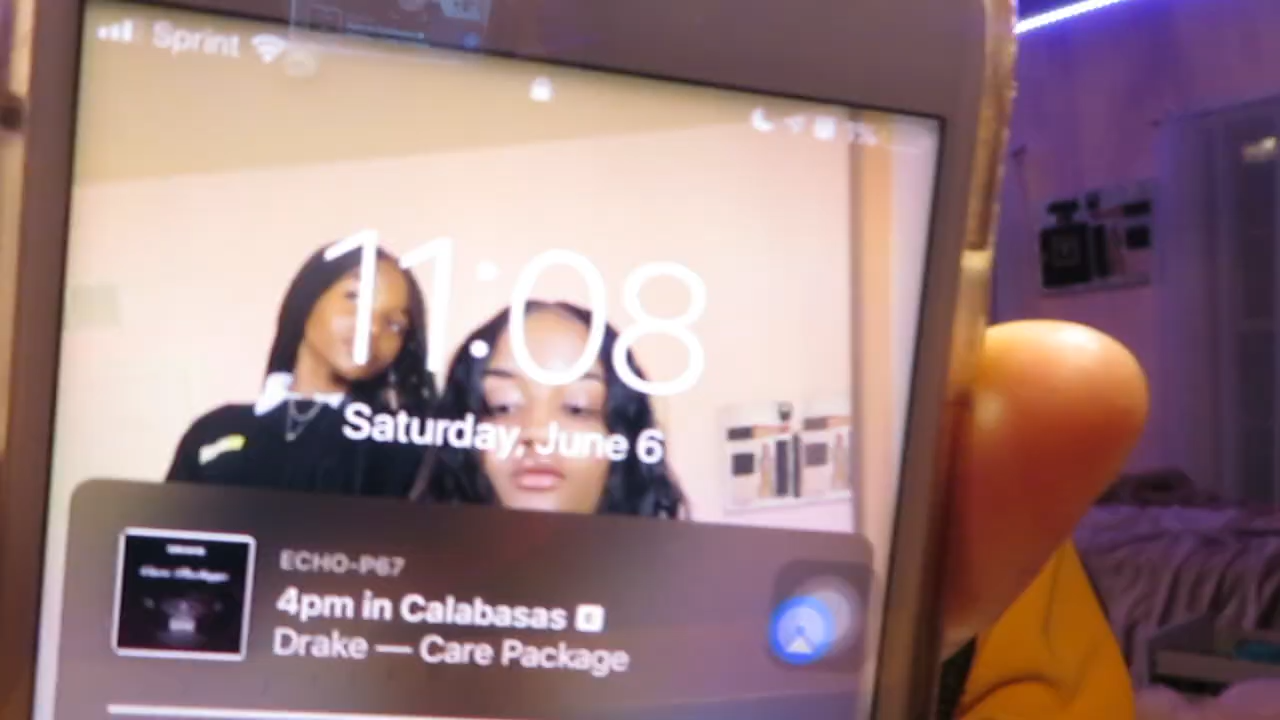 Sprint
11:08
Saturday, June 6
ECHO-P67
4pm in Calabasas E
Drake — Care Package